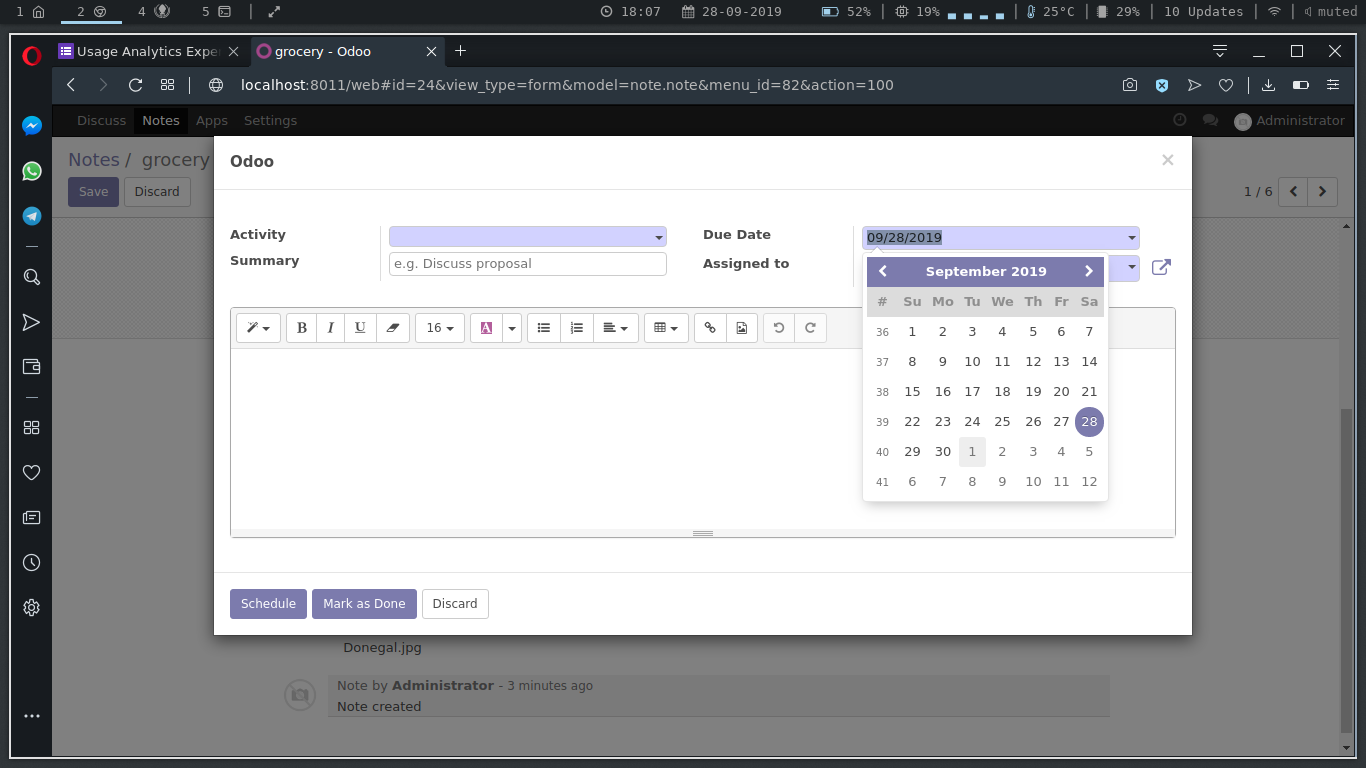 1 2 4 5 18:07 28-09-2019 52% 19% 25°C 29% 10 Updates muted
Usage Analytics Expe grocery - Odoo
localhost:8011/web#id=24&view_type=form&model=note.note&menu_id=82&action=100
Discuss Notes Apps Settings Administrator
Notes / grocery
Save Discard 1 / 6
Odoo ×
Activity Due Date 09/28/2019
Summary e.g. Discuss proposal Assigned to
September 2019
# Su Mo Tu We Th Fr Sa
B I U 16 A
36 1 2 3 4 5 6 7
37 8 9 10 11 12 13 14
38 15 16 17 18 19 20 21
39 22 23 24 25 26 27 28
40 29 30 1 2 3 4 5
41 6 7 8 9 10 11 12
Schedule Mark as Done Discard
Donegal.jpg
Note by Administrator - 3 minutes ago
Note created